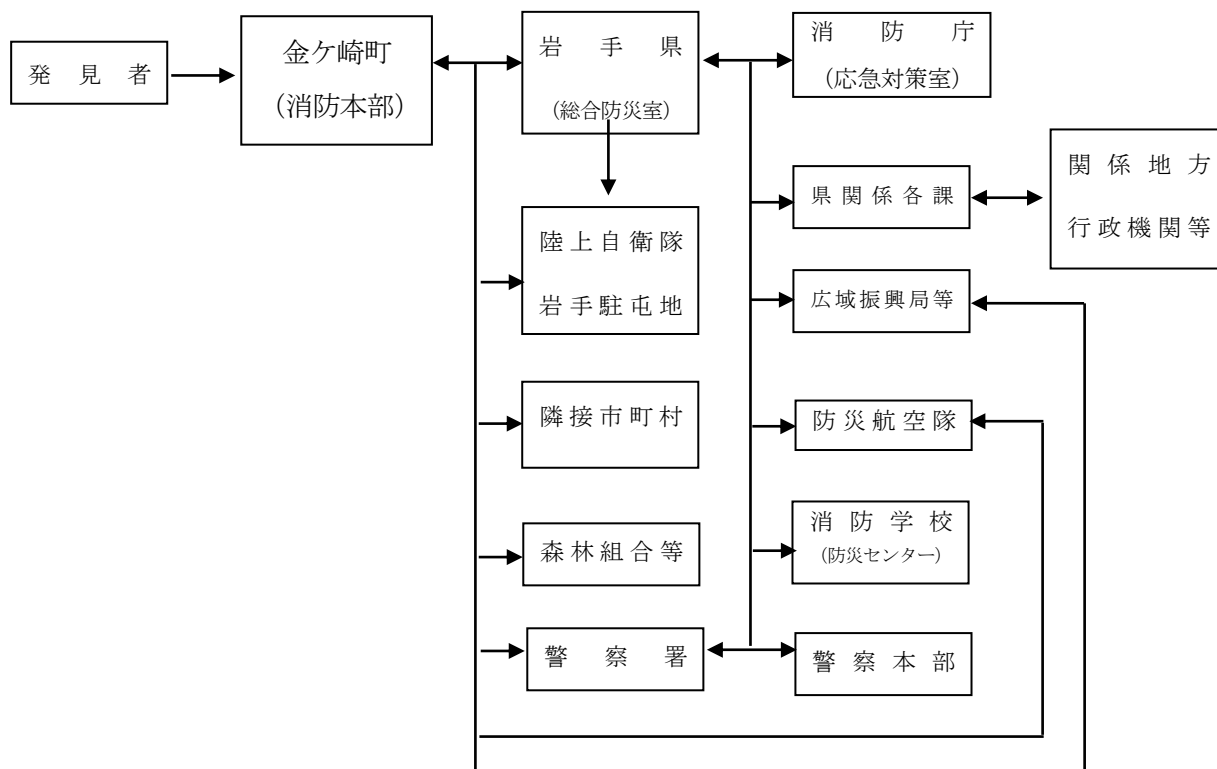 発見者
金ケ崎町
（消防本部）
岩手県
（総合防災室）
消防庁
（応急対策室）
県関係各課
関係地方
行政機関等
陸上自衛隊
岩手駐屯地
広域振興局等
隣接市町村
防災航空隊
森林組合等
消防学校
（防災センター）
警察署
警察本部